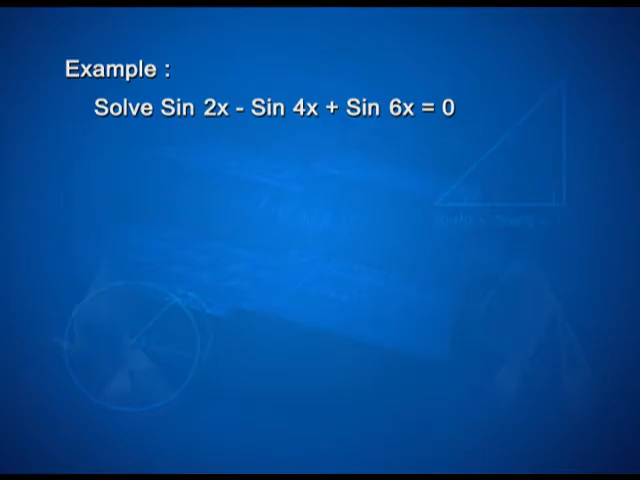 Example :
Solve Sin 2x - Sin 4x + Sin 6x = 0